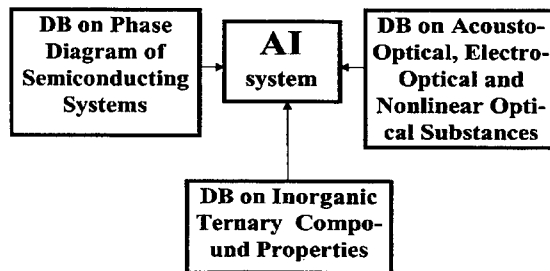 DB on Phase
Diagram of
Semiconducting
Systems
AI
system
DB on Acousto-
Optical, Electro-
Optical and
Nonlinear Opti-
cal Substances
DB on Inorganic
Ternary Compo-
und Properties